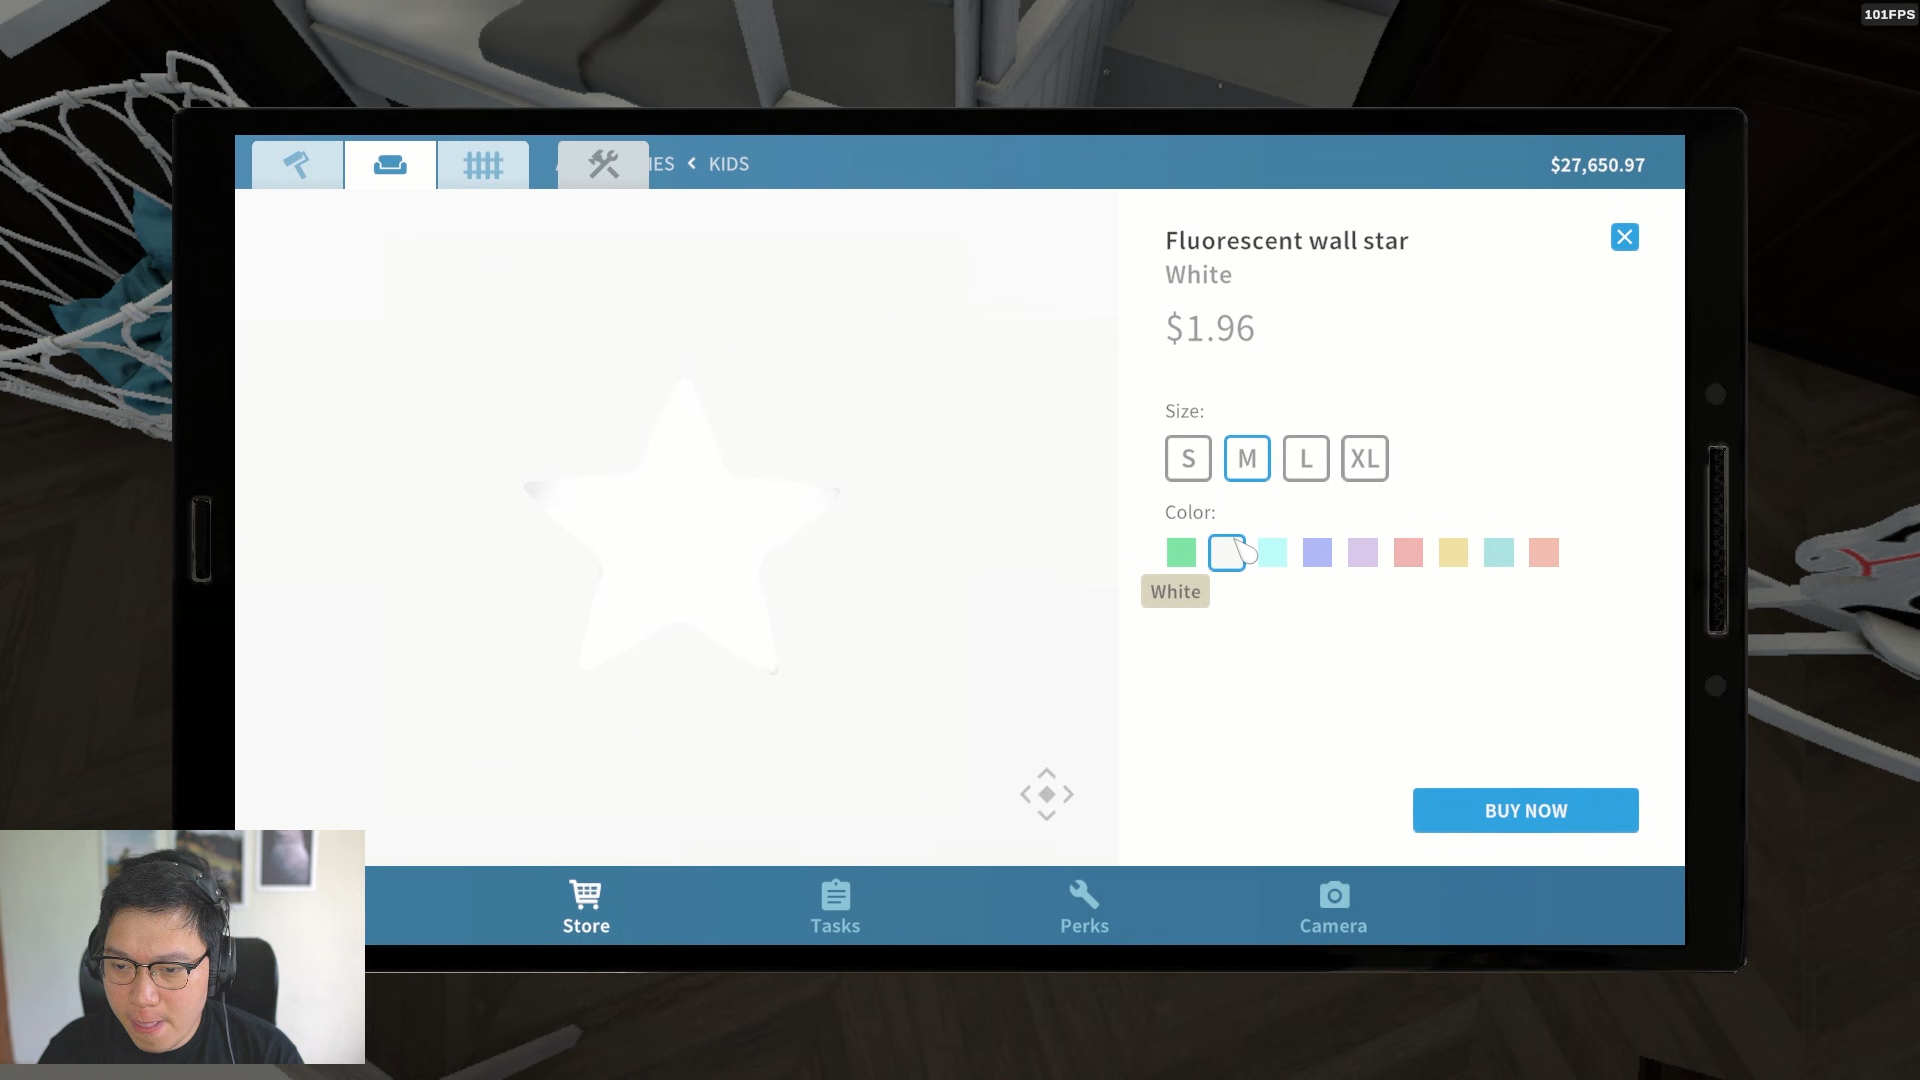 101FPS
IES < KIDS
$27,650.97
Fluorescent wall star
White
$1.96
Size:
S M L XL
Color:
White
BUY NOW
Store Tasks Perks Camera